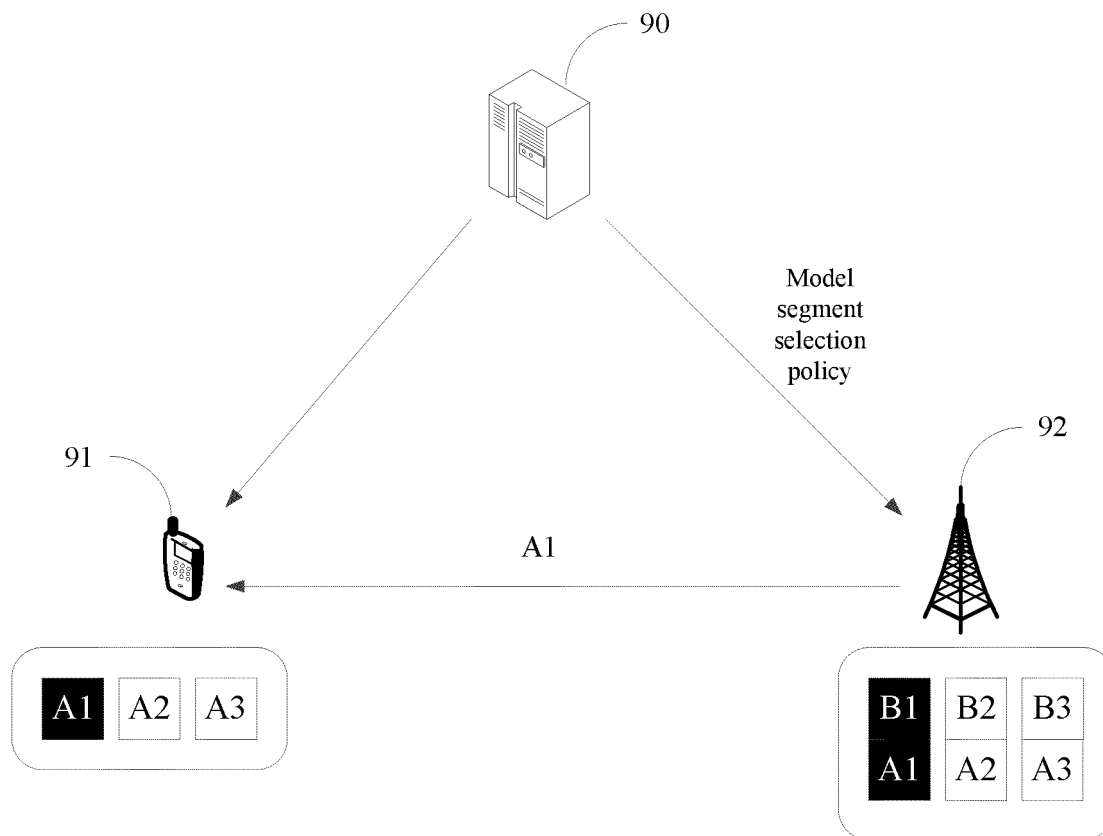 90
Model
segment
selection
policy
91
92
A1
A1 A2 A3
B1 B2 B3
A1 A2 A3